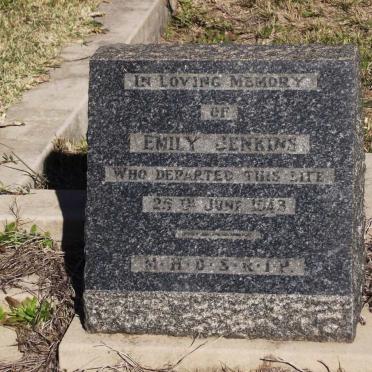 IN LOVING MEMORY
OF
EMILY JENKINS
WHO DEPARTED THIS LIFE
25TH JUNE 1943
M·H·O·S·R·I·P·